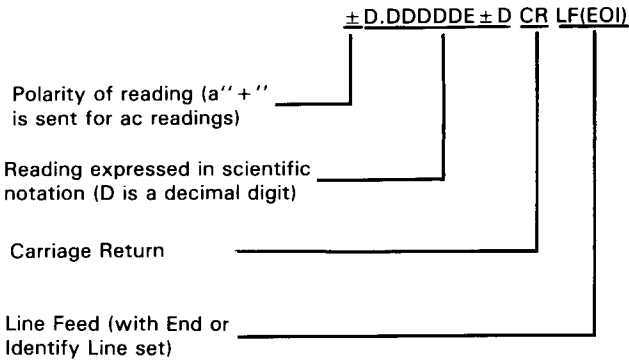 ±D.DDDDDE±D CR LF(EOI)
Polarity of reading (a''+''
is sent for ac readings)
Reading expressed in scientific
notation (D is a decimal digit)
Carriage Return
Line Feed (with End or
Identify Line set)